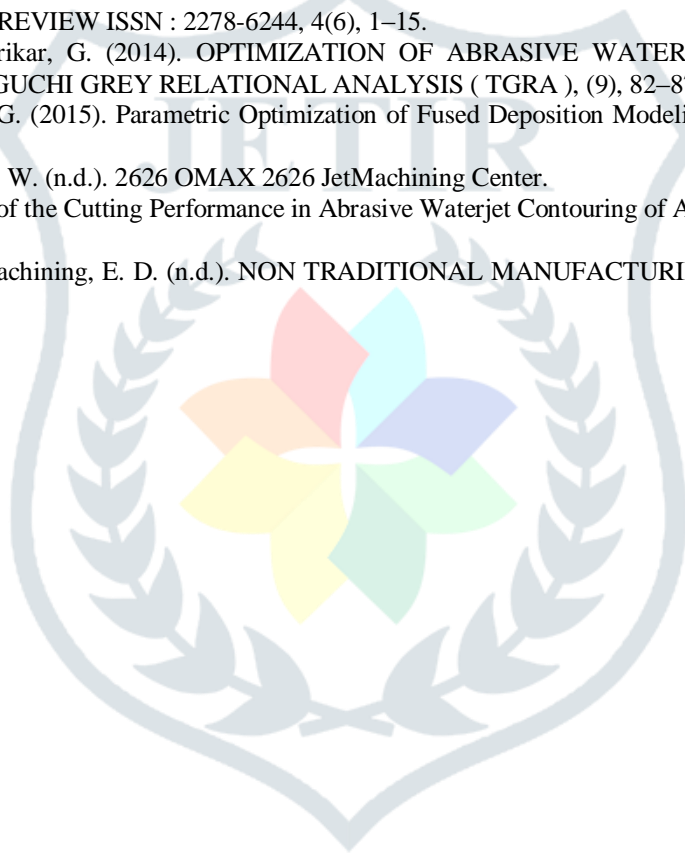 REVIEW ISSN : 2278-6244, 4(6), 1–15.
rikar, G. (2014). OPTIMIZATION OF ABRASIVE WATER
GUCHI GREY RELATIONAL ANALYSIS ( TGRA ), (9), 82–8
G. (2015). Parametric Optimization of Fused Deposition Modeli
W. (n.d.). 2626 OMAX 2626 JetMachining Center.
of the Cutting Performance in Abrasive Waterjet Contouring of A
achining, E. D. (n.d.). NON TRADITIONAL MANUFACTURI
JETIR